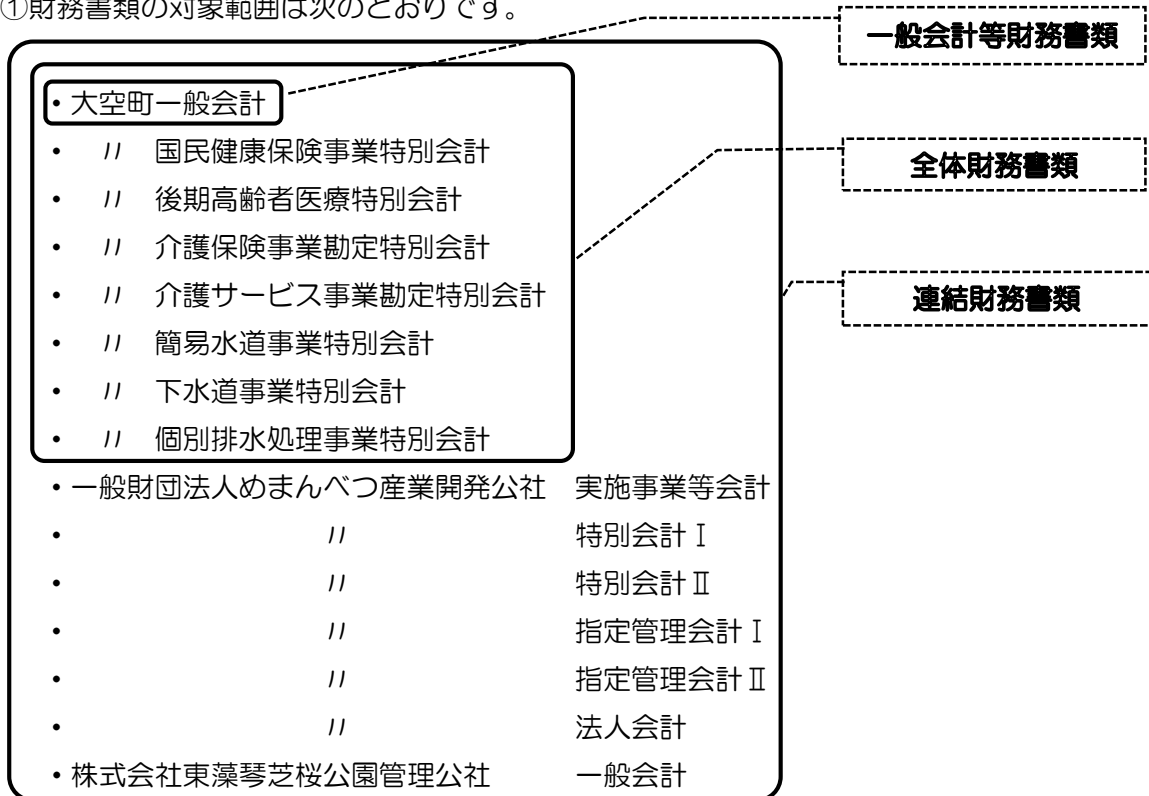 ①財務書類の対象範囲は次のとおりです。
一般会計等財務書類
・大空町一般会計
・ 〃 国民健康保険事業特別会計
全体財務書類
・ 〃 後期高齢者医療特別会計
・ 〃 介護保険事業勘定特別会計
・ 〃 介護サービス事業勘定特別会計
連結財務書類
・ 〃 簡易水道事業特別会計
・ 〃 下水道事業特別会計
・ 〃 個別排水処理事業特別会計
・一般財団法人めまんべつ産業開発公社 実施事業等会計
・ 〃 特別会計Ⅰ
・ 〃 特別会計Ⅱ
・ 〃 指定管理会計Ⅰ
・ 〃 指定管理会計Ⅱ
・ 〃 法人会計
・株式会社東藻琴芝桜公園管理公社 一般会計